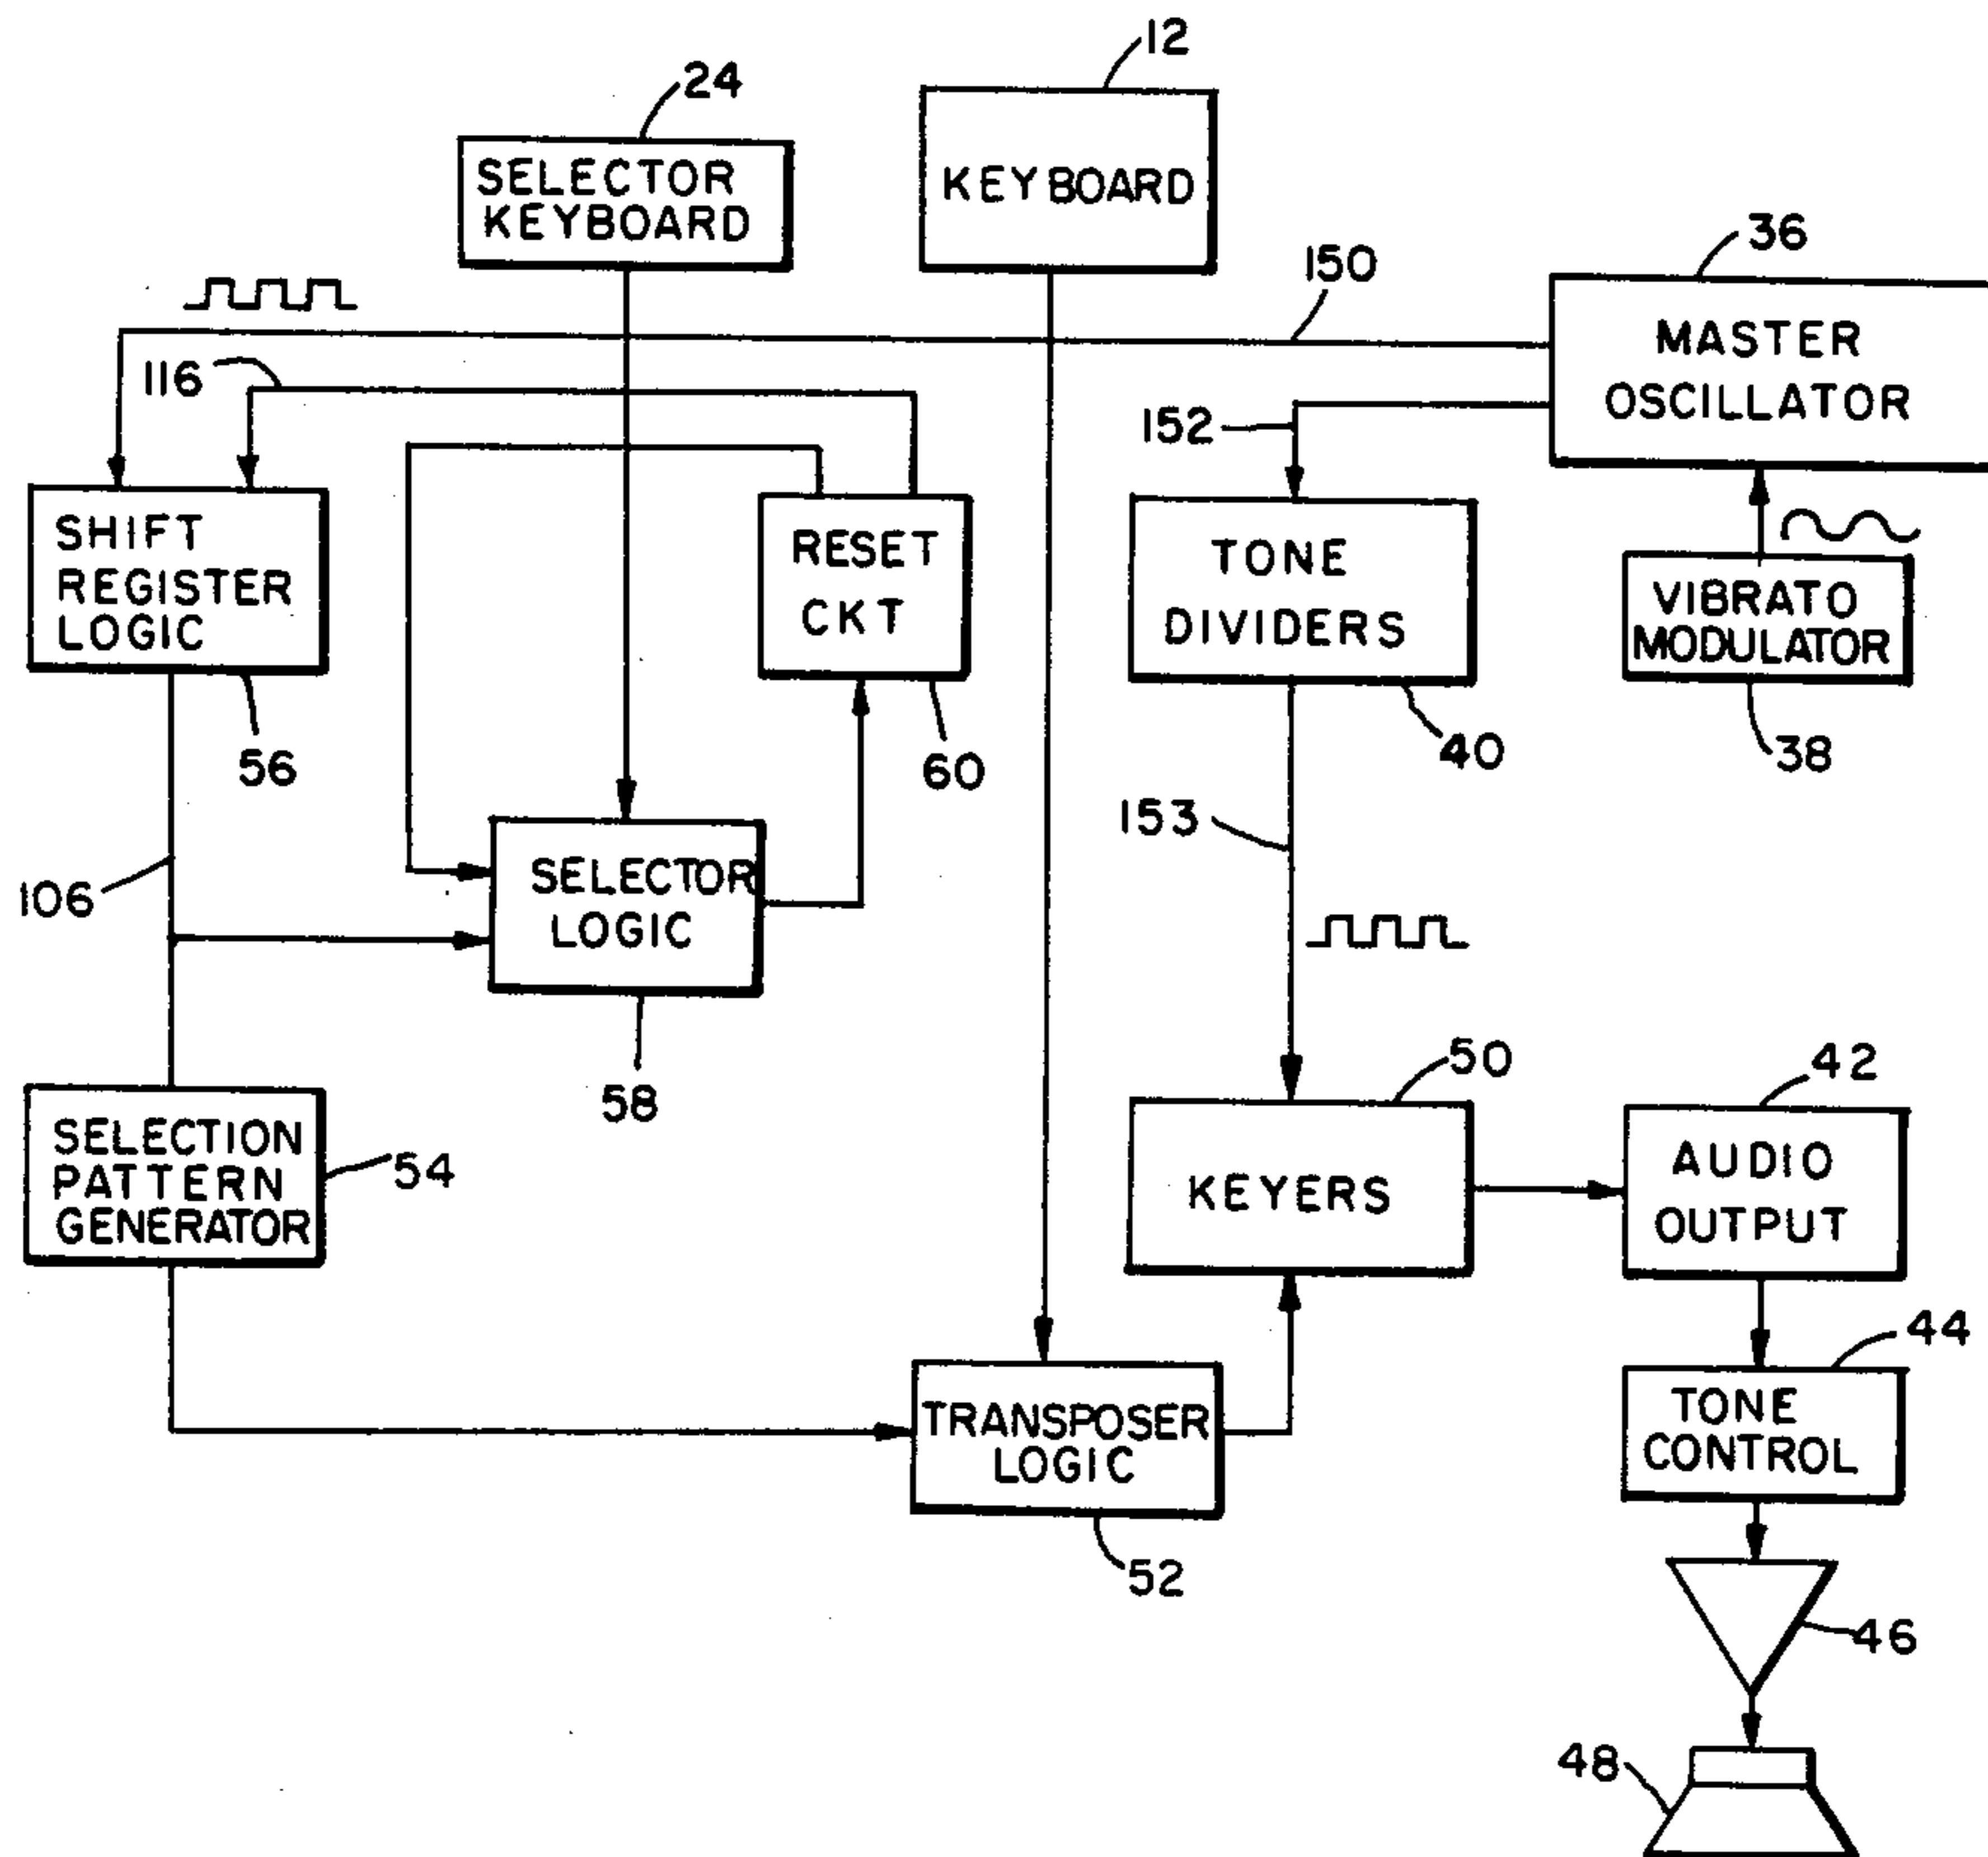 12
24
SELECTOR
KEYBOARD
KEYBOARD
36
150
MASTER
OSCILLATOR
116
152
SHIFT
REGISTER
LOGIC
RESET
CKT
TONE
DIVIDERS
VIBRATO
MODULATOR
56
60
40
38
153
SELECTOR
LOGIC
106
58
50
42
SELECTION
PATTERN
GENERATOR
54
KEYERS
AUDIO
OUTPUT
44
TRANSPOSER
LOGIC
TONE
CONTROL
52
46
48